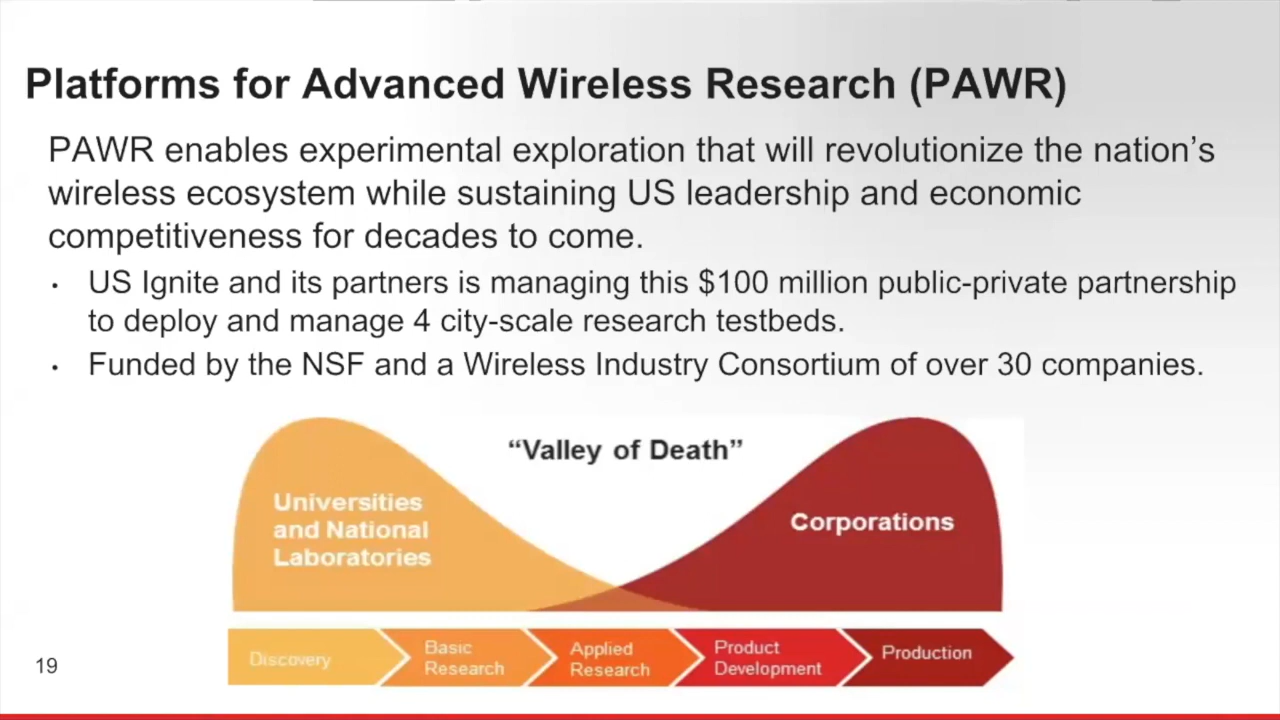 Platforms for Advanced Wireless Research (PAWR)
PAWR enables experimental exploration that will revolutionize the nation’s
wireless ecosystem while sustaining US leadership and economic
competitiveness for decades to come.
• US Ignite and its partners is managing this $100 million public-private partnership
to deploy and manage 4 city-scale research testbeds.
• Funded by the NSF and a Wireless Industry Consortium of over 30 companies.
“Valley of Death”
Universities
and National
Laboratories
Corporations
Discovery
Basic
Research
Applied
Research
Product
Development
Production
19